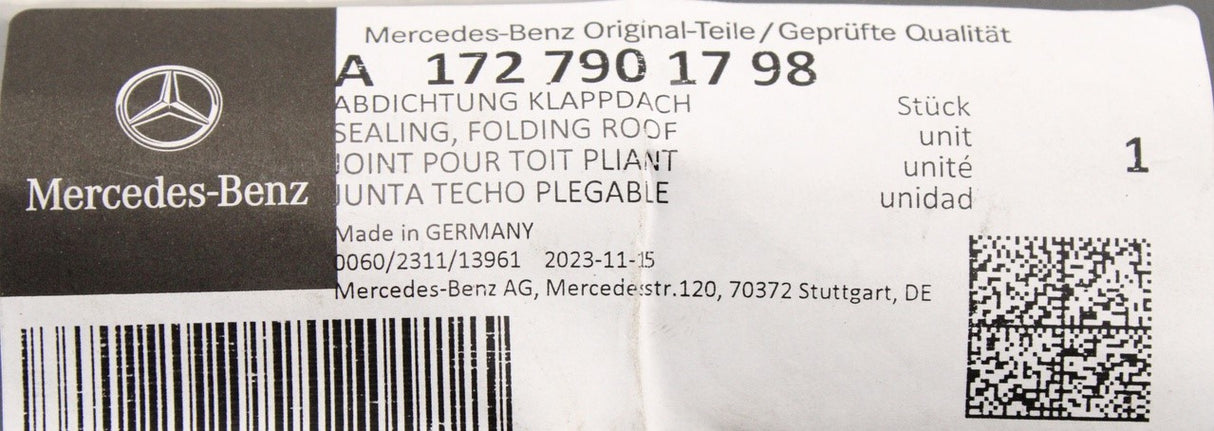 Mercedes-Benz Original-Teile/Geprüfte Qualität
A 172 790 17 98
ABDICHTUNG KLAPPDACH Stück
SEALING, FOLDING ROOF unit
JOINT POUR TOIT PLIANT unité
JUNTA TECHO PLEGABLE unidad
1
Mercedes-Benz
Made in GERMANY
0060/2311/13961 2023-11-15
Mercedes-Benz AG, Mercedesstr.120, 70372 Stuttgart, DE